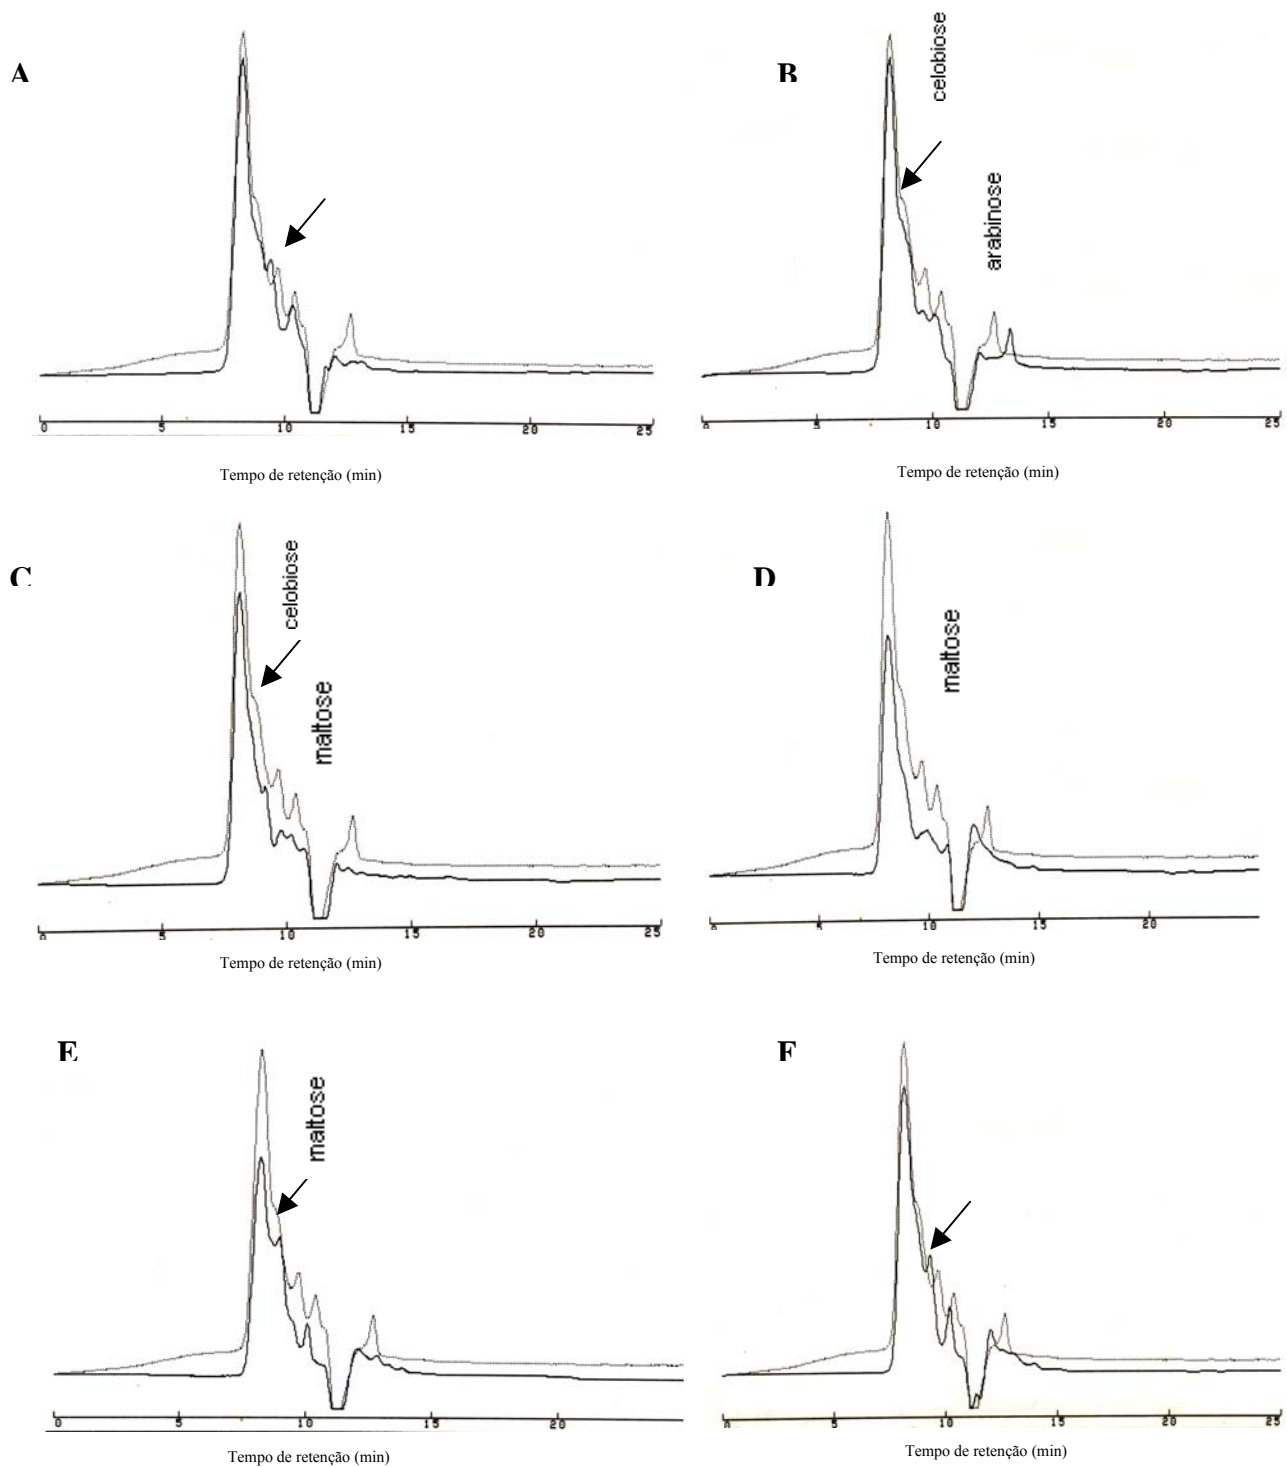 A
B
celobiose
arabinose
0 5 10 15 20 25
0 5 10 15 20 25
Tempo de retenção (min)
Tempo de retenção (min)
C
D
celobiose
maltose
maltose
0 5 10 15 20 25
0 5 10 15 20
Tempo de retenção (min)
Tempo de retenção (min)
E
F
maltose
0 5 10 15 20
0 5 10 15 20 25
Tempo de retenção (min)
Tempo de retenção (min)